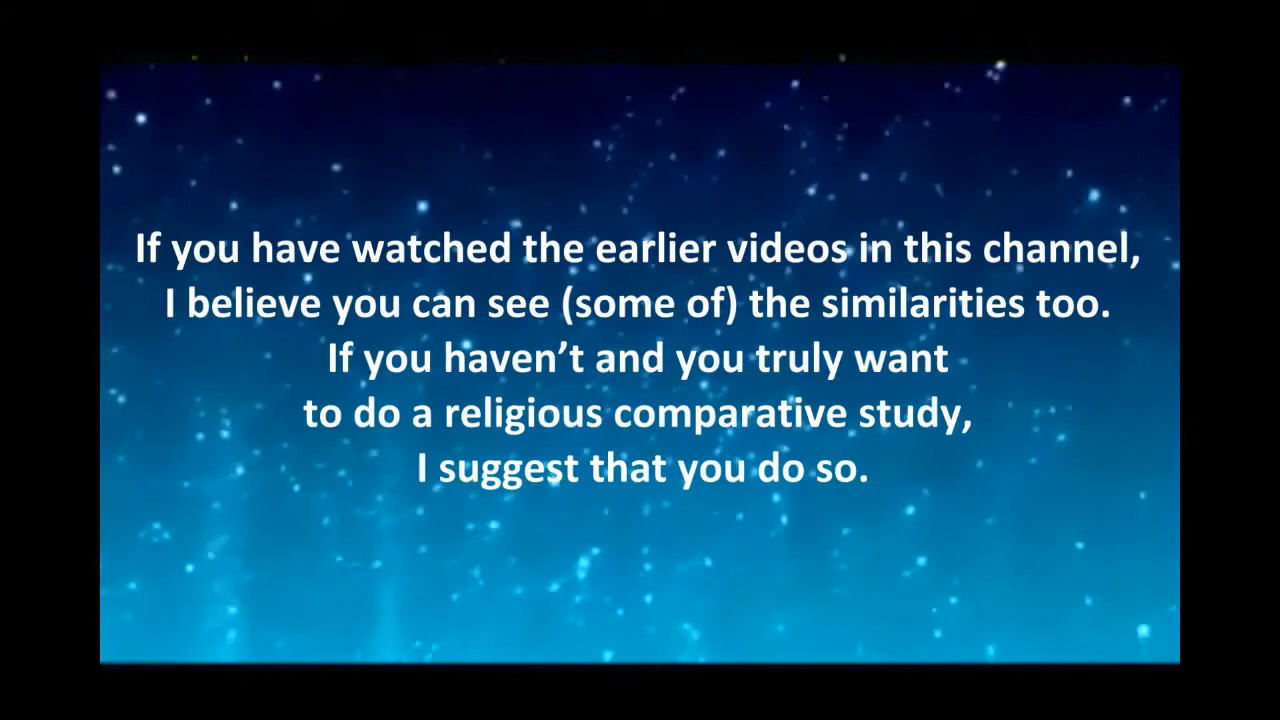 If you have watched the earlier videos in this channel,
I believe you can see (some of) the similarities too.
If you haven’t and you truly want
to do a religious comparative study,
I suggest that you do so.